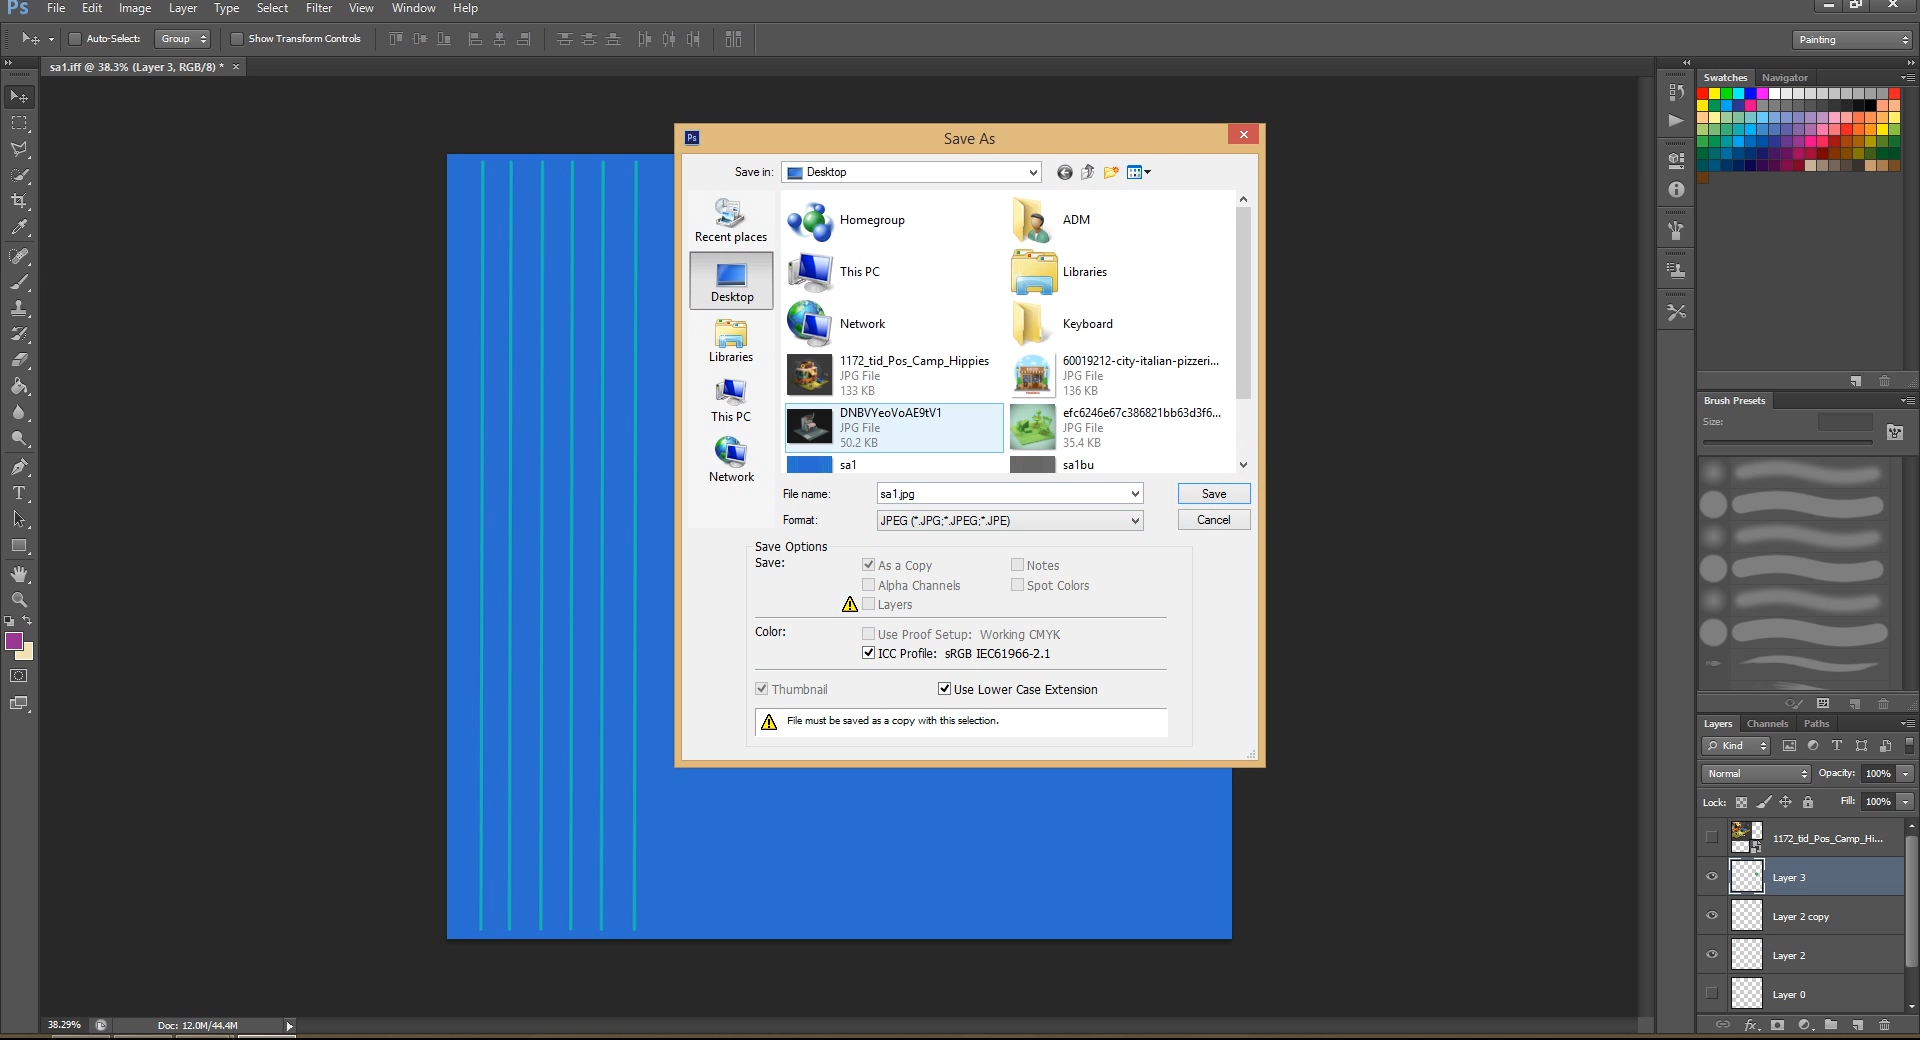 Ps File Edit Image Layer Type Select Filter View Window Help
Auto-Select: Group Show Transform Controls Painting
sa1.iff @ 38.3% (Layer 3, RGB/8) * ×
Swatches Navigator
Ps Save As
Save in: Desktop
Recent places
Desktop
Libraries
This PC
Network
Homegroup
ADM
This PC
Libraries
Network
Keyboard
1172_tid_Pos_Camp_Hippies
JPG File
133 KB
60019212-city-italian-pizzeri...
JPG File
136 KB
DNBVYeoVoAE9tV1
JPG File
50.2 KB
efc6246e67c386821bb63d3f6...
JPG File
35.4 KB
sa1
sa1bu
File name: sa1.jpg Save
Format: JPEG (*.JPG;*.JPEG;*.JPE) Cancel
Save Options
Save: As a Copy Notes
Alpha Channels Spot Colors
Layers
Color: Use Proof Setup: Working CMYK
ICC Profile: sRGB IEC61966-2.1
Thumbnail Use Lower Case Extension
File must be saved as a copy with this selection.
Brush Presets
Size:
Layers Channels Paths
Kind
Normal Opacity: 100%
Lock: Fill: 100%
1172_tid_Pos_Camp_Hi...
Layer 3
Layer 2 copy
Layer 2
Layer 0
38.29% Doc: 12.0M/44.4M